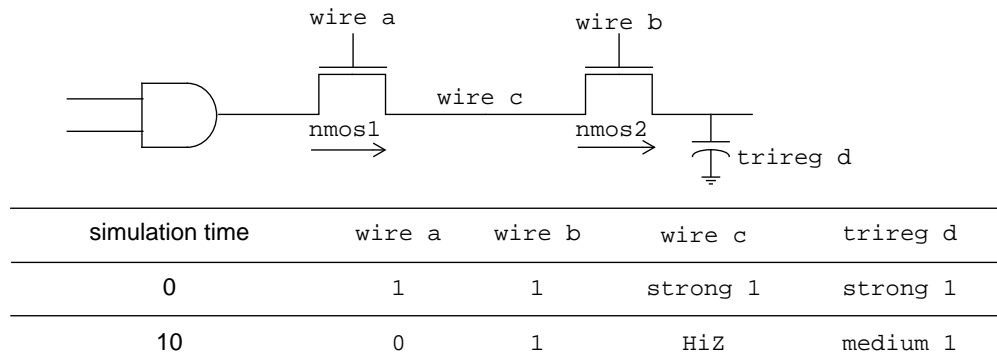 wire a wire b
wire c
nmos1 nmos2
trireg d
simulation time wire a wire b wire c trireg d
0 1 1 strong 1 strong 1
10 0 1 HiZ medium 1